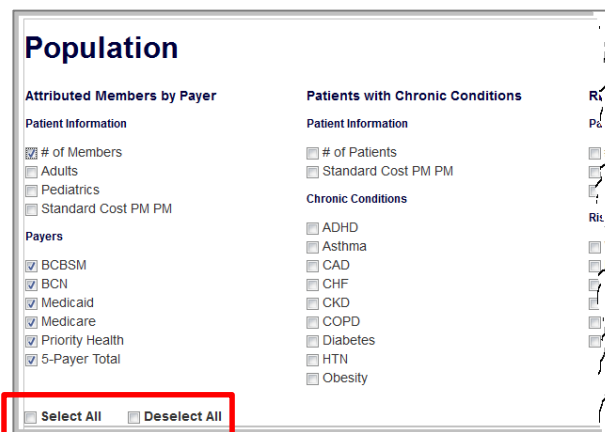 Population
Attributed Members by Payer
Patient Information
# of Members
Adults
Pediatrics
Standard Cost PM PM
Payers
BCBSM
BCN
Medicaid
Medicare
Priority Health
5-Payer Total
Select All Deselect All
Patients with Chronic Conditions
Patient Information
# of Patients
Standard Cost PM PM
Chronic Conditions
ADHD
Asthma
CAD
CHF
CKD
COPD
Diabetes
HTN
Obesity